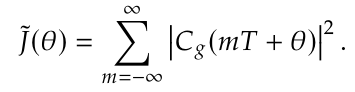 $$\tilde{J}(\theta) = \sum_{m=-\infty}^{\infty} \left| C_g(mT + \theta) \right|^2 .$$